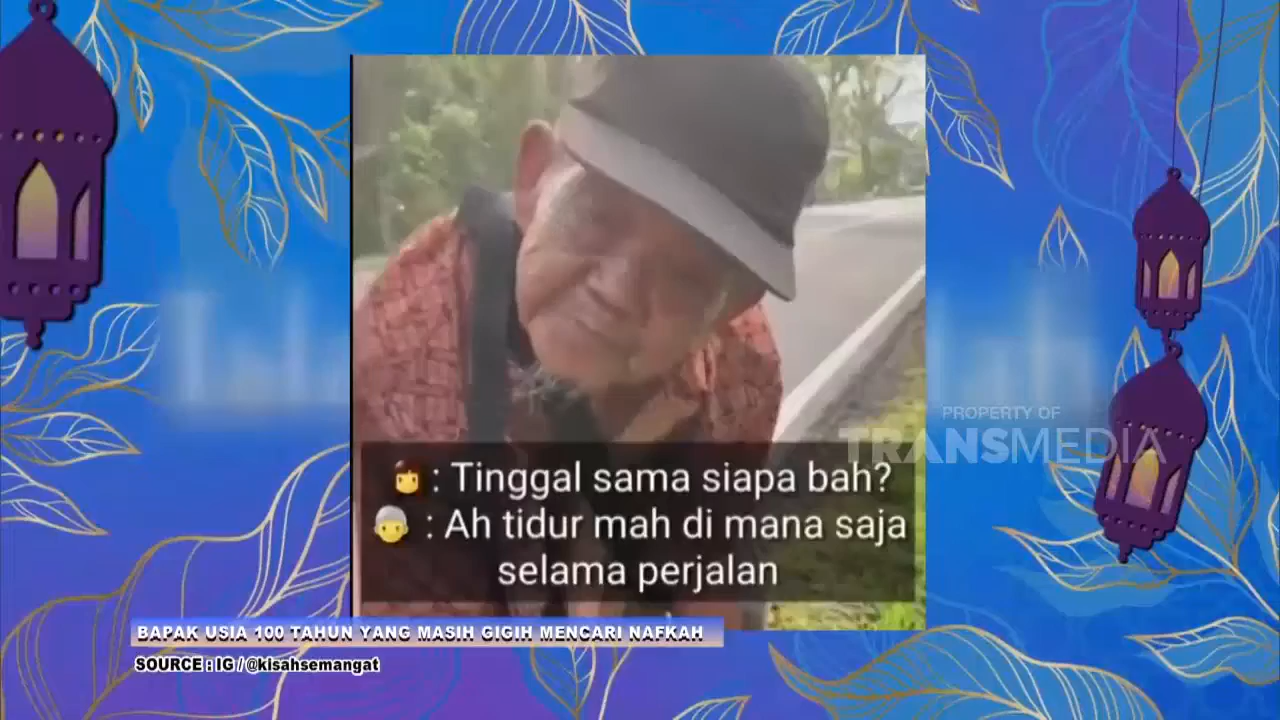 : Tinggal sama siapa bah?
: Ah tidur mah di mana saja
selama perjalan
PROPERTY OF
TRANSMEDIA
BAPAK USIA 100 TAHUN YANG MASIH GIGIH MENCARI NAFKAH
SOURCE : IG / @kisahsemangat